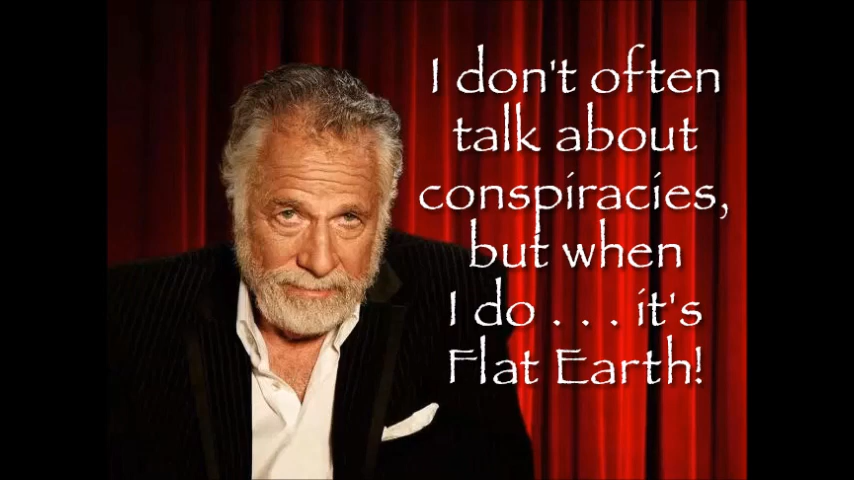 I don't often
talk about
conspiracies,
but when
I do . . . it's
Flat Earth!